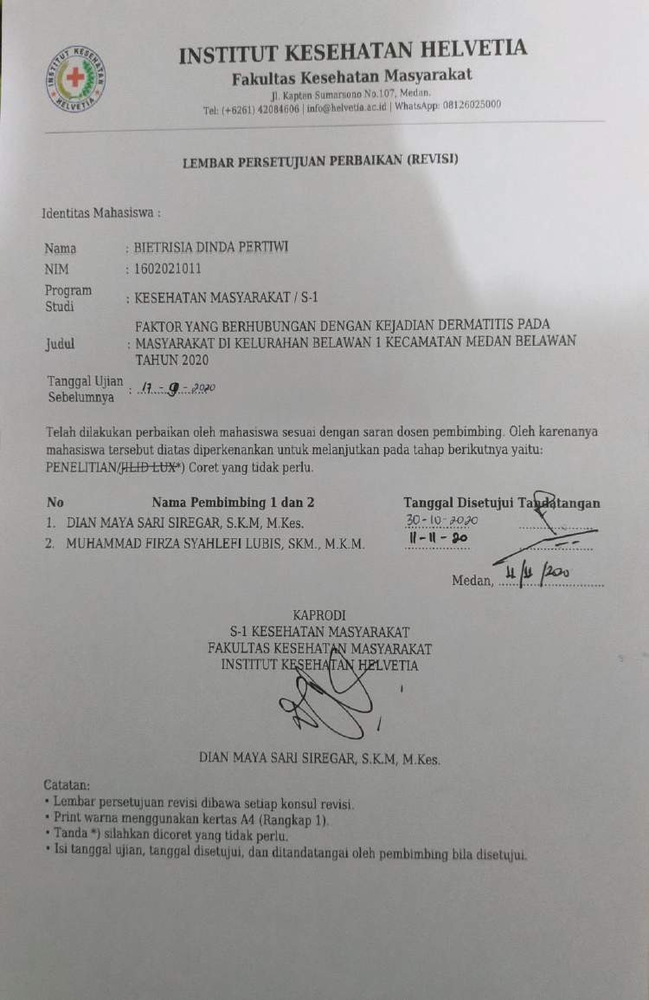 INSTITUT KESEHATAN HELVETIA
INSTITUT KESEHATAN HELVETIA
Fakultas Kesehatan Masyarakat
Jl. Kapten Sumarsono No.107, Medan.
Tel: (+6261) 42084606 | info@helvetia.ac.id | WhatsApp: 08126025000
LEMBAR PERSETUJUAN PERBAIKAN (REVISI)
Identitas Mahasiswa :
Nama : BIETRISIA DINDA PERTIWI
NIM : 1602021011
Program Studi : KESEHATAN MASYARAKAT / S-1
FAKTOR YANG BERHUBUNGAN DENGAN KEJADIAN DERMATITIS PADA
Judul : MASYARAKAT DI KELURAHAN BELAWAN 1 KECAMATAN MEDAN BELAWAN
TAHUN 2020
Tanggal Ujian Sebelumnya : 17 - 9 - 2020
Telah dilakukan perbaikan oleh mahasiswa sesuai dengan saran dosen pembimbing. Oleh karenanya
mahasiswa tersebut diatas diperkenankan untuk melanjutkan pada tahap berikutnya yaitu:
PENELITIAN/JILID LUX*) Coret yang tidak perlu.
No Nama Pembimbing 1 dan 2 Tanggal Disetujui Tandatangan
1. DIAN MAYA SARI SIREGAR, S.K.M, M.Kes. 30-10-2020
2. MUHAMMAD FIRZA SYAHLEFI LUBIS, SKM., M.K.M. 11-11-20
Medan, 11/11/200
KAPRODI
S-1 KESEHATAN MASYARAKAT
FAKULTAS KESEHATAN MASYARAKAT
INSTITUT KESEHATAN HELVETIA
DIAN MAYA SARI SIREGAR, S.K.M, M.Kes.
Catatan:
• Lembar persetujuan revisi dibawa setiap konsul revisi.
• Print warna menggunakan kertas A4 (Rangkap 1).
• Tanda *) silahkan dicoret yang tidak perlu.
• Isi tanggal ujian, tanggal disetujui, dan ditandatangai oleh pembimbing bila disetujui.